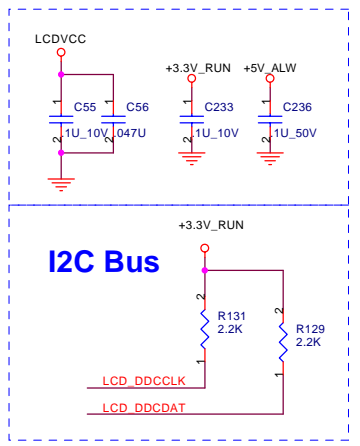 LCDVCC
+3.3V_RUN
+5V_ALW
1
1
1
1
C55
C56
C233
C236
.1U_10V
.047U
.1U_10V
.1U_50V
2
2
2
2
+3.3V_RUN
I2C Bus
2
R131
2.2K
2
R129
2.2K
1
1
LCD_DDCCLK
LCD_DDCDAT